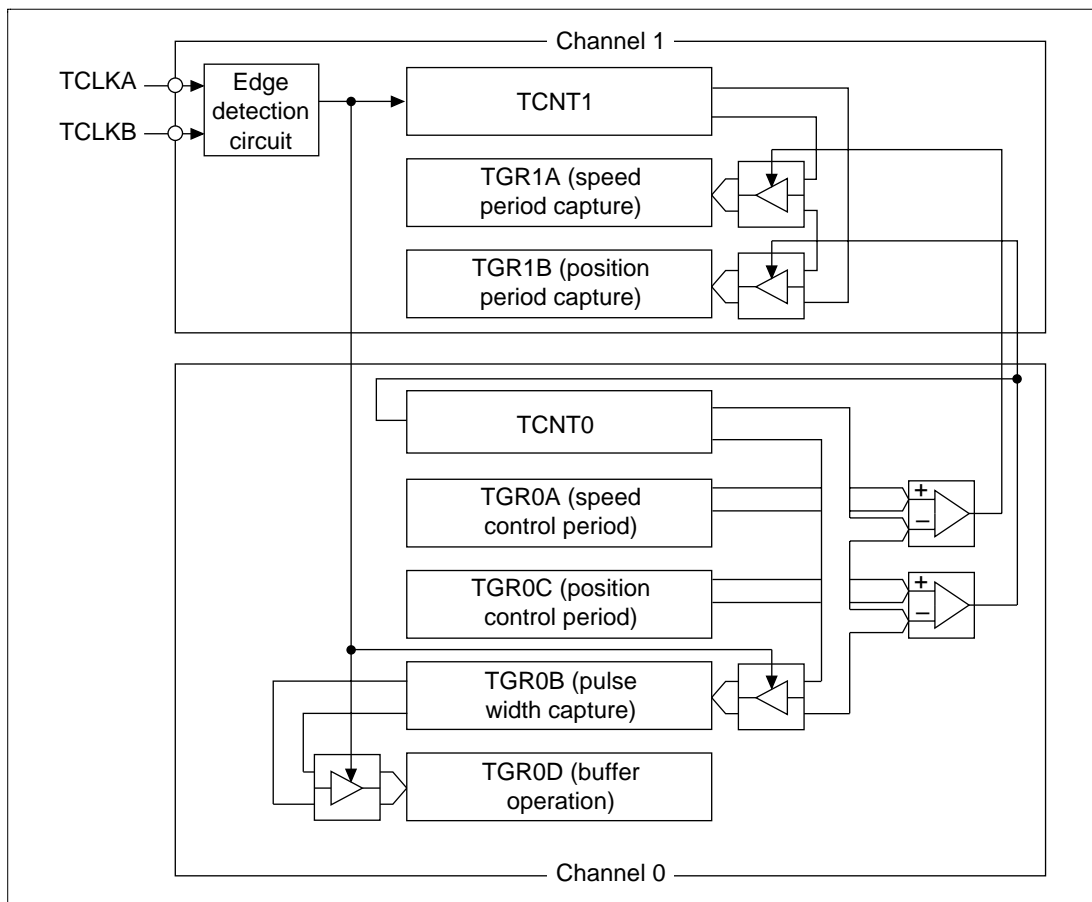 Channel 1
TCLKA
TCLKB
Edge
detection
circuit
TCNT1
TGR1A (speed
period capture)
TGR1B (position
period capture)
TCNT0
TGR0A (speed
control period)
+
−
TGR0C (position
control period)
+
−
TGR0B (pulse
width capture)
TGR0D (buffer
operation)
Channel 0